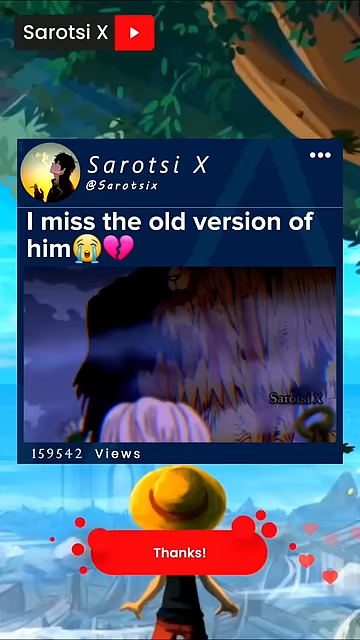 Sarotsi X
Sarotsi X
@Sarotsix
I miss the old version of
him😭💔
Sarotsi X
159542 Views
Thanks!